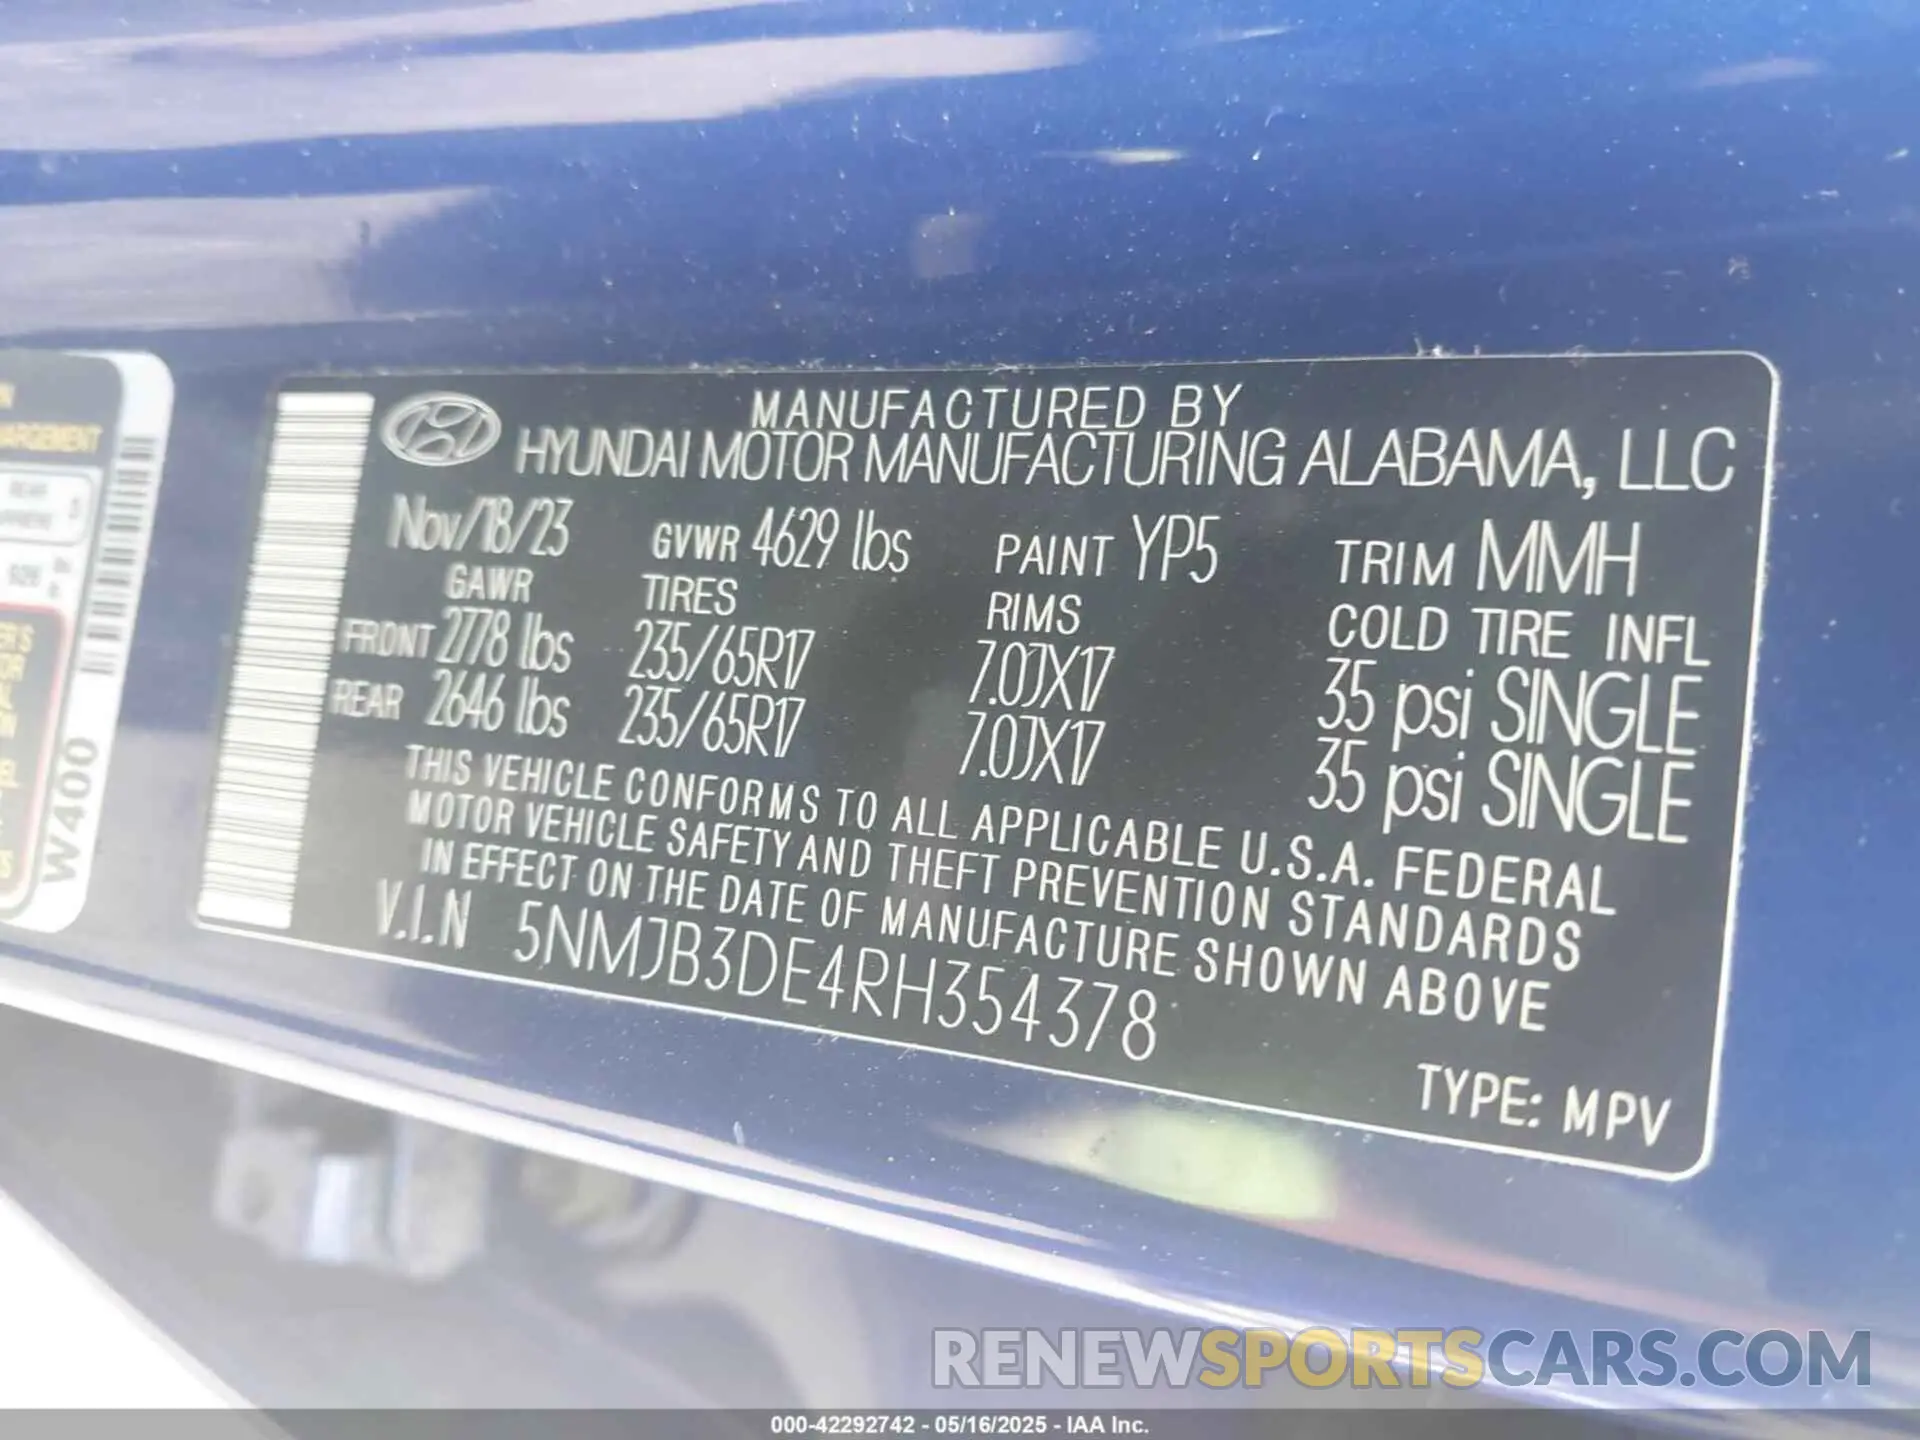 MANUFACTURED BY
HYUNDAI MOTOR MANUFACTURING ALABAMA, LLC
Nov/18/23 GVWR 4629 lbs PAINT YP5 TRIM MMH
GAWR TIRES RIMS COLD TIRE INFL
FRONT 2778 lbs 235/65R17 7.0JX17 35 psi SINGLE
REAR 2646 lbs 235/65R17 7.0JX17 35 psi SINGLE
THIS VEHICLE CONFORMS TO ALL APPLICABLE U.S.A. FEDERAL
MOTOR VEHICLE SAFETY AND THEFT PREVENTION STANDARDS
IN EFFECT ON THE DATE OF MANUFACTURE SHOWN ABOVE
V.I.N 5NMJB3DE4RH354378
TYPE: MPV
W400
RENEWSPORTSCARS.COM
000-42292742 - 05/16/2025 - IAA Inc.